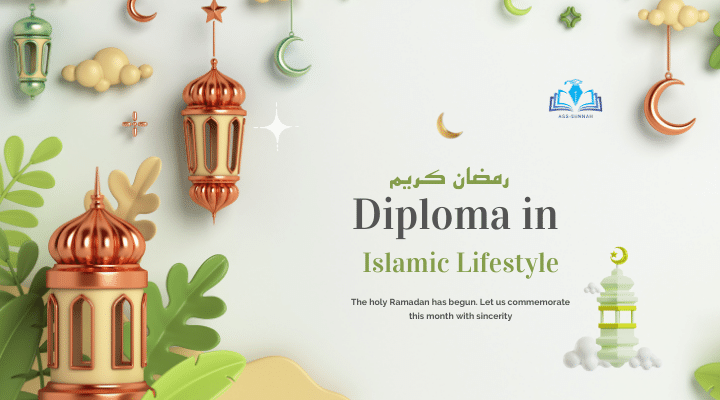 ASS-SUNNAH
رمضان كريم
Diploma in
Islamic Lifestyle
The holy Ramadan has begun. Let us commemorate
this month with sincerity